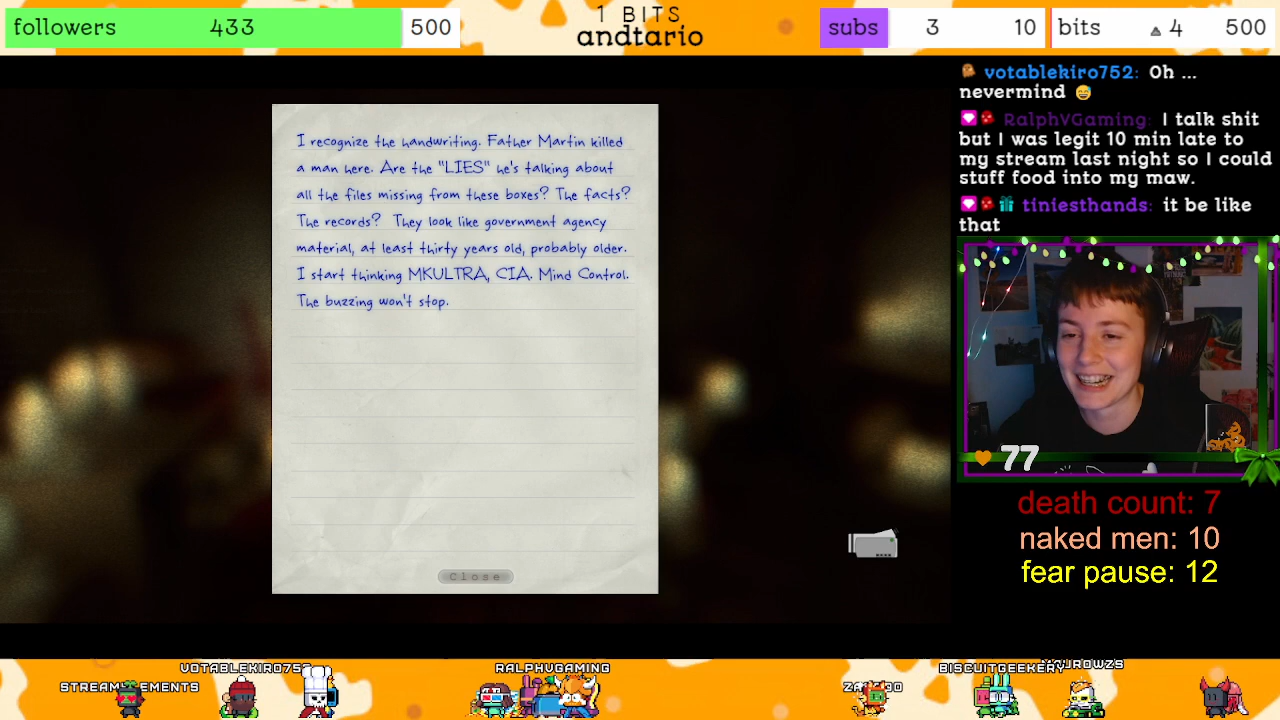 followers 433 500
1 BITS
andtario
subs 3 10
bits 4 500
I recognize the handwriting. Father Martin killed
a man here. Are the "LIES" he's talking about
all the files missing from these boxes? The facts?
The records? They look like government agency
material, at least thirty years old, probably older.
I start thinking MKULTRA, CIA. Mind Control.
The buzzing won't stop.
Close
votablekiro752: Oh ...
nevermind 😅
RalphVGaming: I talk shit
but I was legit 10 min late to
my stream last night so I could
stuff food into my maw.
tiniesthands: it be like
that
77
death count: 7
naked men: 10
fear pause: 12
VOTABLEKIRO752
RALPHVGAMING
BISCUITGEEKERY